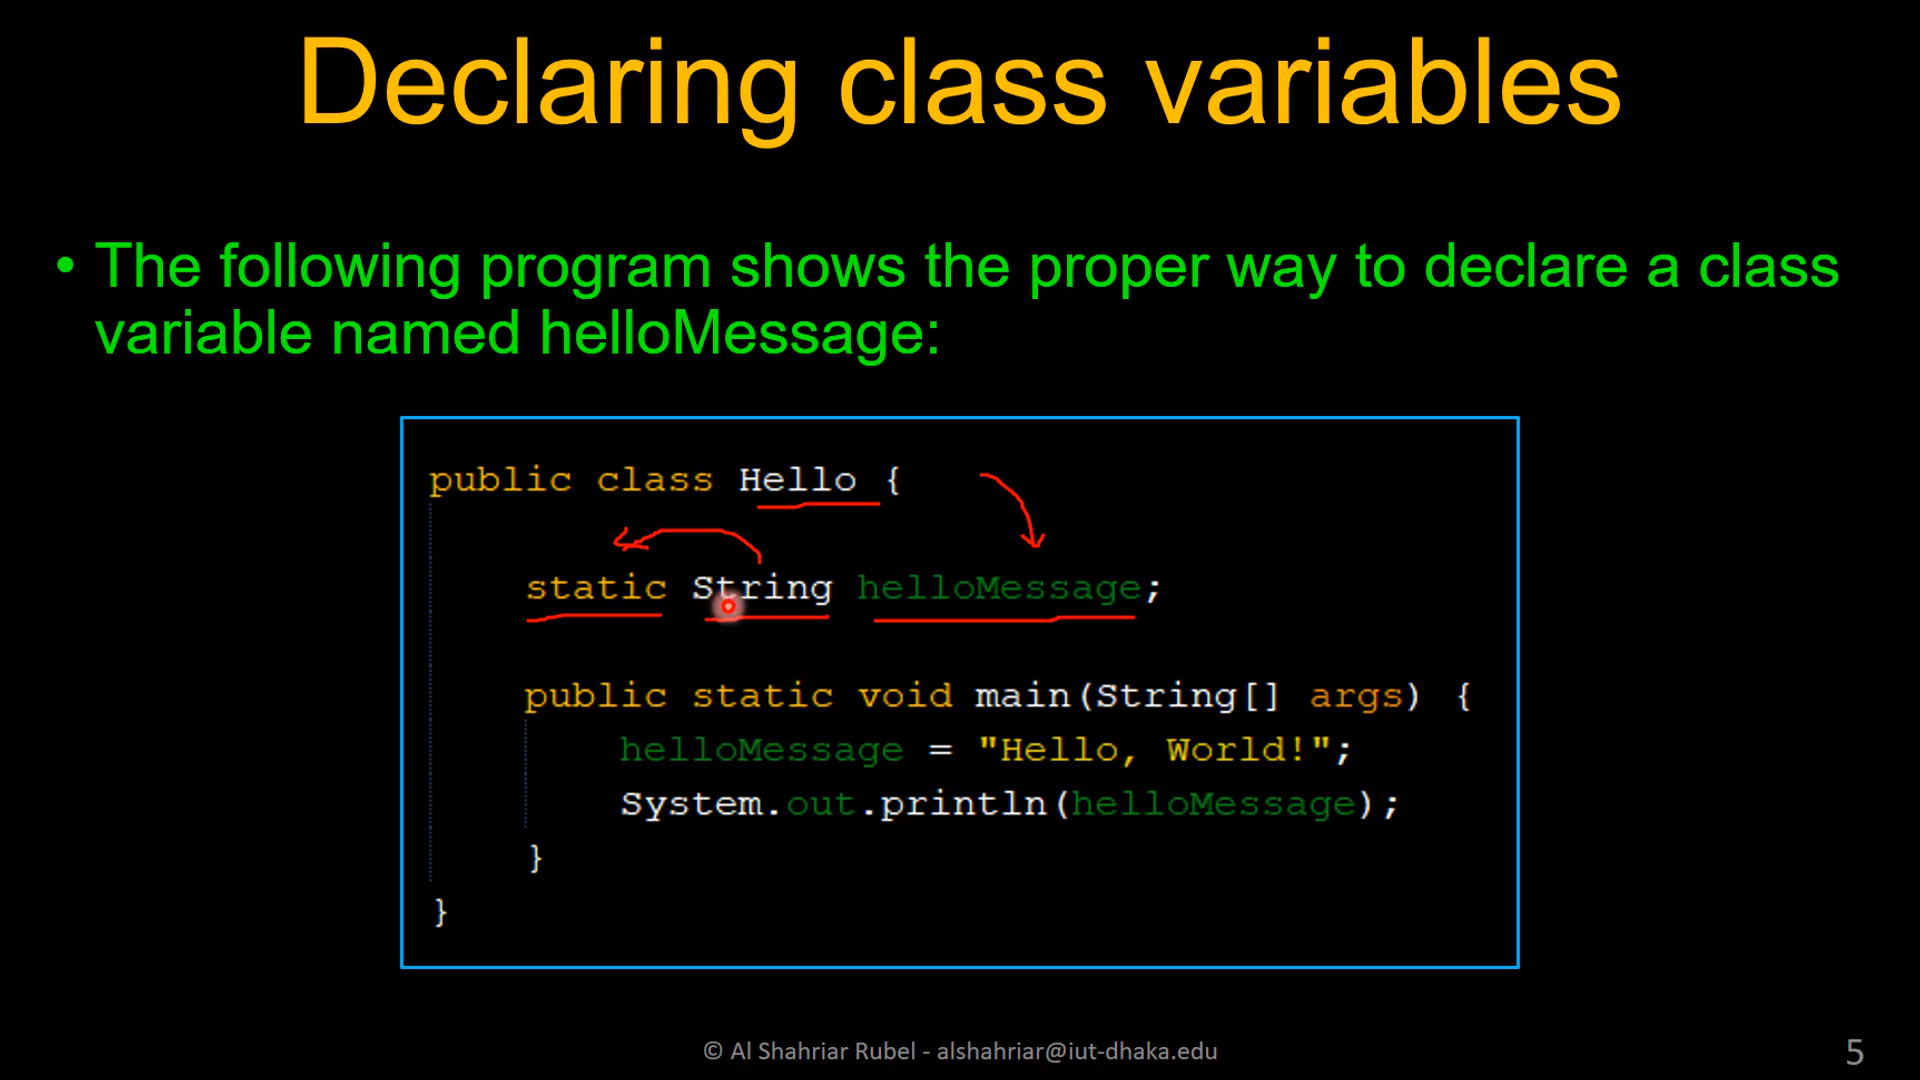 Declaring class variables
• The following program shows the proper way to declare a class
variable named helloMessage:
public class Hello {
static String helloMessage;
public static void main(String[] args) {
helloMessage = "Hello, World!";
System.out.println(helloMessage);
}
}
© Al Shahriar Rubel - alshahriar@iut-dhaka.edu
5